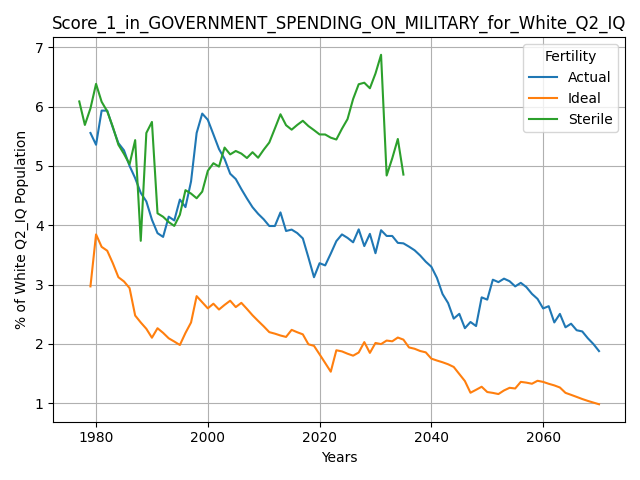 Score_1_in_GOVERNMENT_SPENDING_ON_MILITARY_for_White_Q2_IQ
Fertility
Actual
Ideal
Sterile
% of White Q2_IQ Population
7
6
5
4
3
2
1
1980
2000
2020
2040
2060
Years